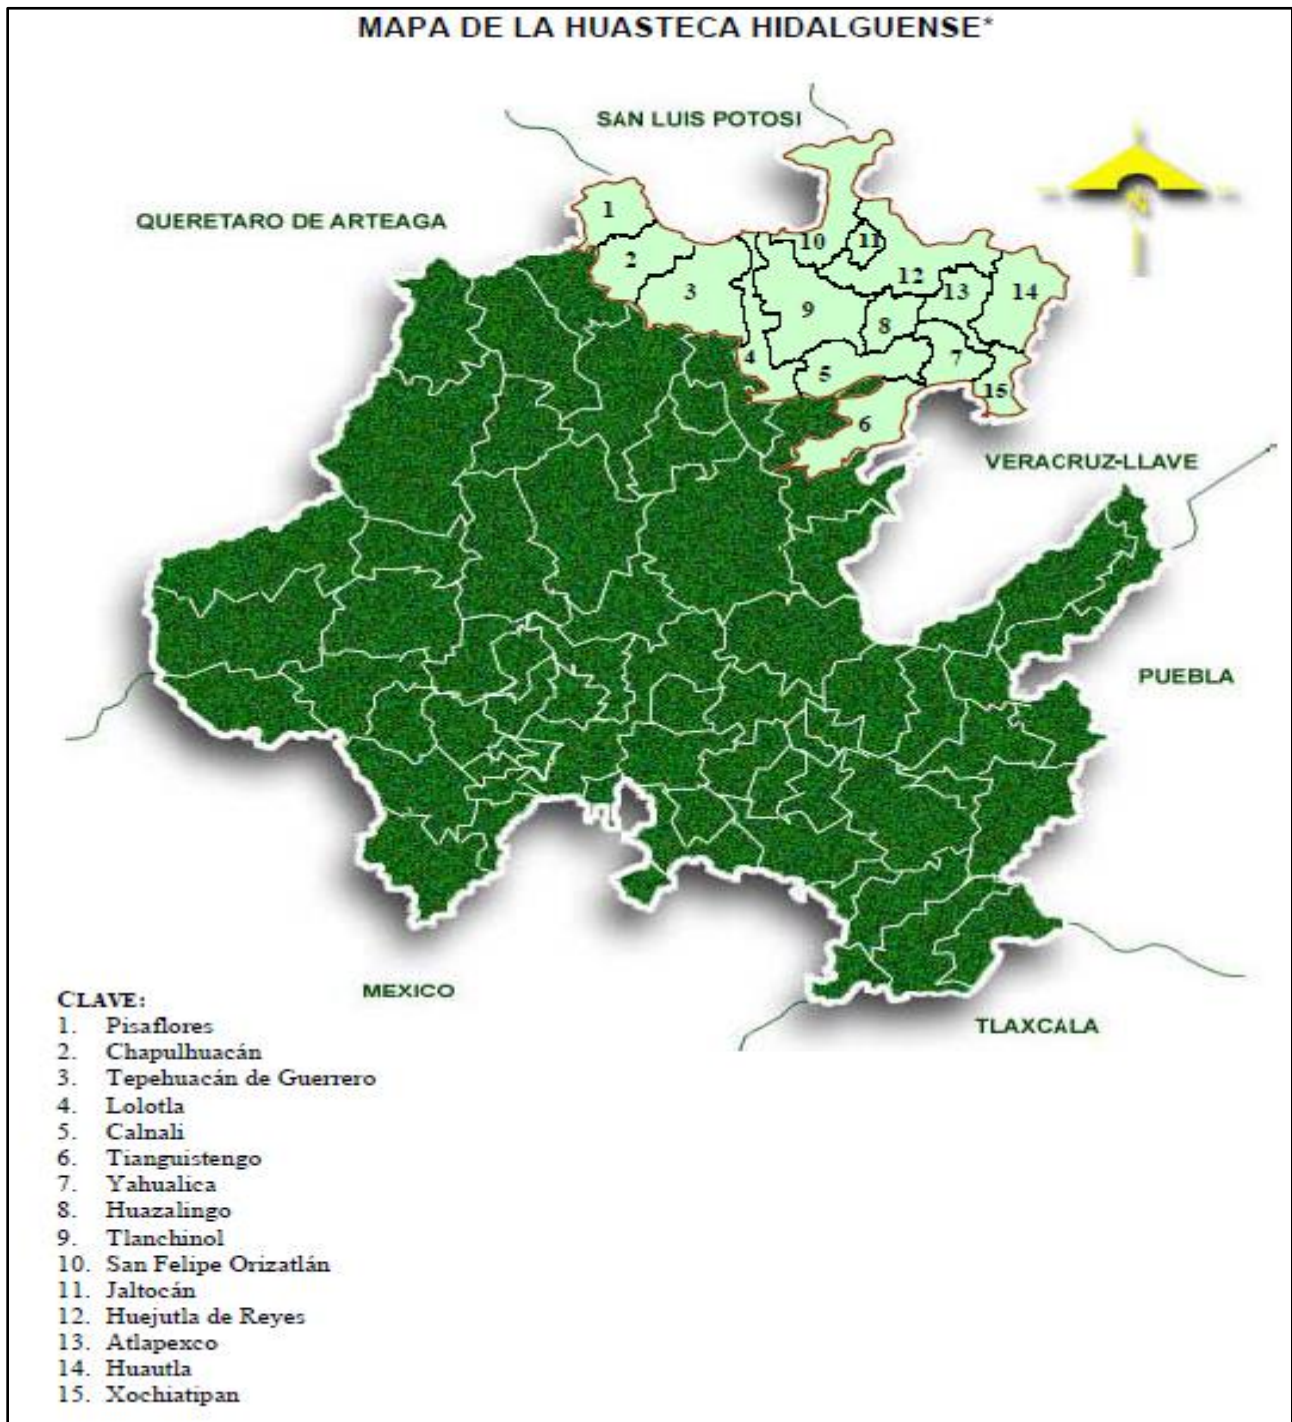 MAPA DE LA HUASTECA HIDALGUENSE*
SAN LUIS POTOSI
QUERETARO DE ARTEAGA
N
1
2
3
4
5
6
7
8
9
10
11
12
13
14
15
VERACRUZ-LLAVE
PUEBLA
MEXICO
TLAXCALA
CLAVE:
1. Pisaflores
2. Chapulhuacán
3. Tepehuacán de Guerrero
4. Lolotla
5. Calnali
6. Tianguistengo
7. Yahualica
8. Huazalingo
9. Tlanchinol
10. San Felipe Orizatlán
11. Jaltocán
12. Huejutla de Reyes
13. Atlapexco
14. Huautla
15. Xochiatipan